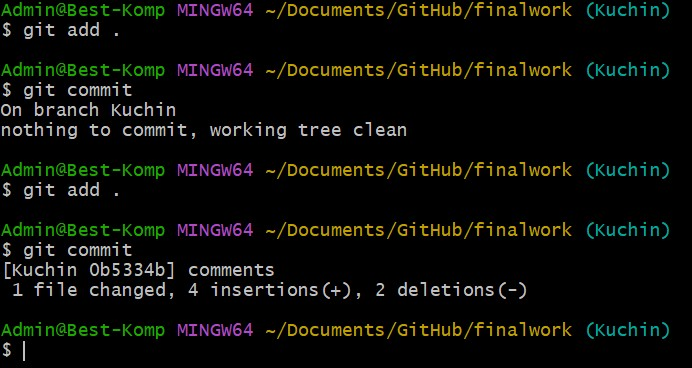 Admin@Best-Komp MINGW64 ~/Documents/GitHub/finalwork (Kuchin)
$ git add .
Admin@Best-Komp MINGW64 ~/Documents/GitHub/finalwork (Kuchin)
$ git commit
On branch Kuchin
nothing to commit, working tree clean
Admin@Best-Komp MINGW64 ~/Documents/GitHub/finalwork (Kuchin)
$ git add .
Admin@Best-Komp MINGW64 ~/Documents/GitHub/finalwork (Kuchin)
$ git commit
[Kuchin 0b5334b] comments
 1 file changed, 4 insertions(+), 2 deletions(-)
Admin@Best-Komp MINGW64 ~/Documents/GitHub/finalwork (Kuchin)
$